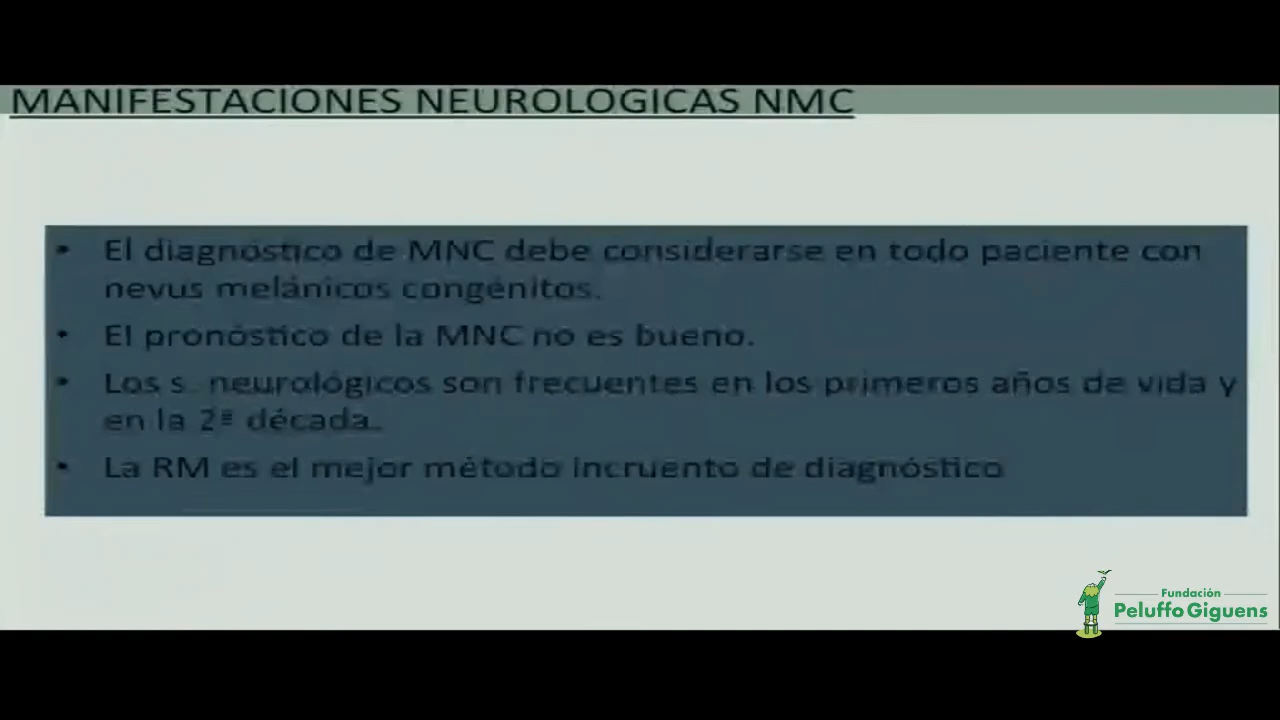 MANIFESTACIONES NEUROLOGICAS NMC
• El diagnóstico de MNC debe considerarse en todo paciente con
nevus melánicos congénitos.
• El pronóstico de la MNC no es bueno.
• Los s. neurológicos son frecuentes en los primeros años de vida y
en la 2ª década.
• La RM es el mejor método incruento de diagnóstico
Fundación
Peluffo Giguens